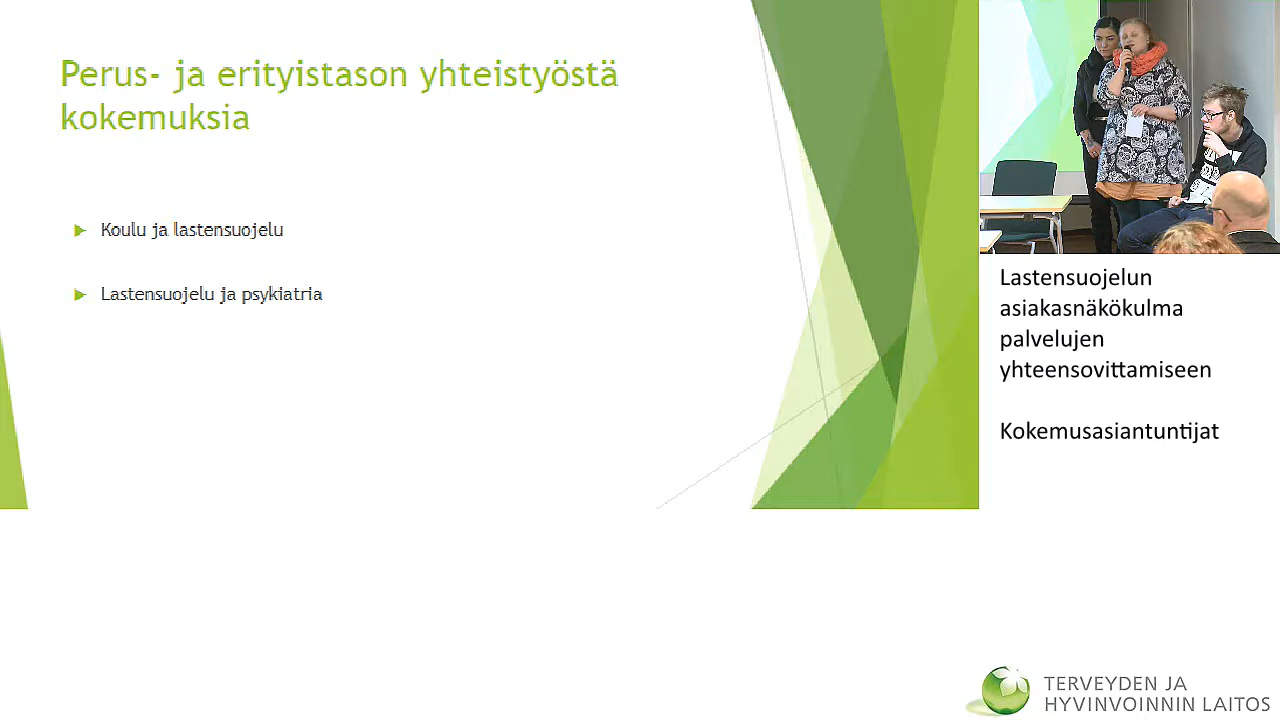 Perus- ja erityistason yhteistyöstä
kokemuksia
Koulu ja lastensuojelu
Lastensuojelu ja psykiatria
Lastensuojelun
asiakasnäkökulma
palvelujen
yhteensovittamiseen
Kokemusasiantuntijat
TERVEYDEN JA
HYVINVOINNIN LAITOS